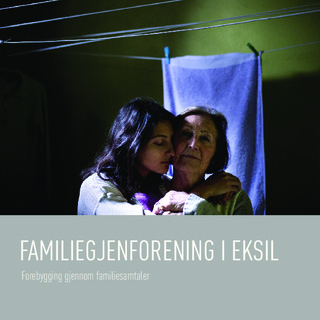 FAMILIEGJENFORENING I EKSIL
Forebygging gjennom familiesamtaler